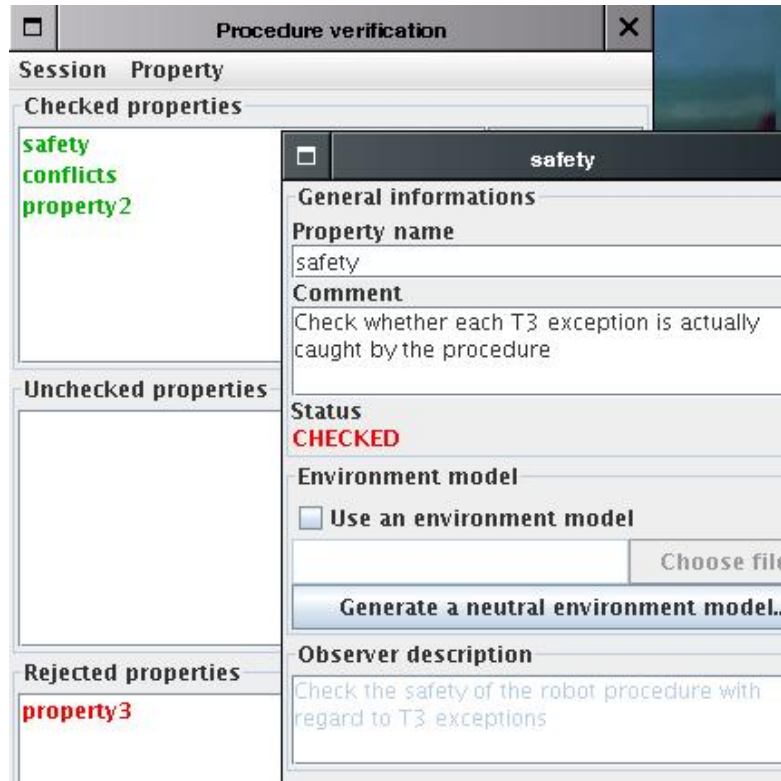 Procedure verification
Session Property
Checked properties
safety
conflicts
property2
Unchecked properties
Rejected properties
property3
safety
General informations
Property name
safety
Comment
Check whether each T3 exception is actually
caught by the procedure
Status
CHECKED
Environment model
Use an environment model
Choose file
Generate a neutral environment model..
Observer description
Check the safety of the robot procedure with
regard to T3 exceptions